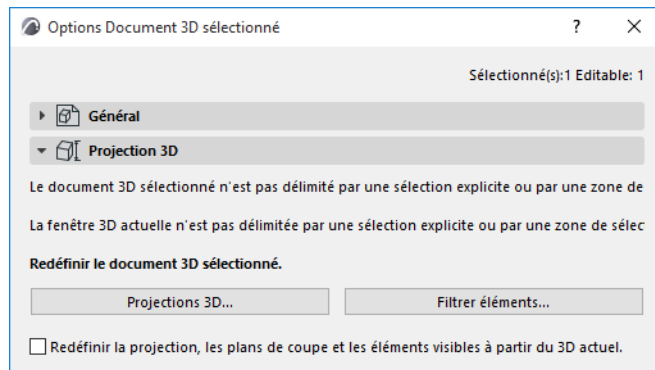 Options Document 3D sélectionné
Sélectionné(s):1 Editable: 1
Général
Projection 3D
Le document 3D sélectionné n'est pas délimité par une sélection explicite ou par une zone de
La fenêtre 3D actuelle n'est pas délimitée par une sélection explicite ou par une zone de sélec
Redéfinir le document 3D sélectionné.
Projections 3D... Filtrer éléments...
Redéfinir la projection, les plans de coupe et les éléments visibles à partir du 3D actuel.